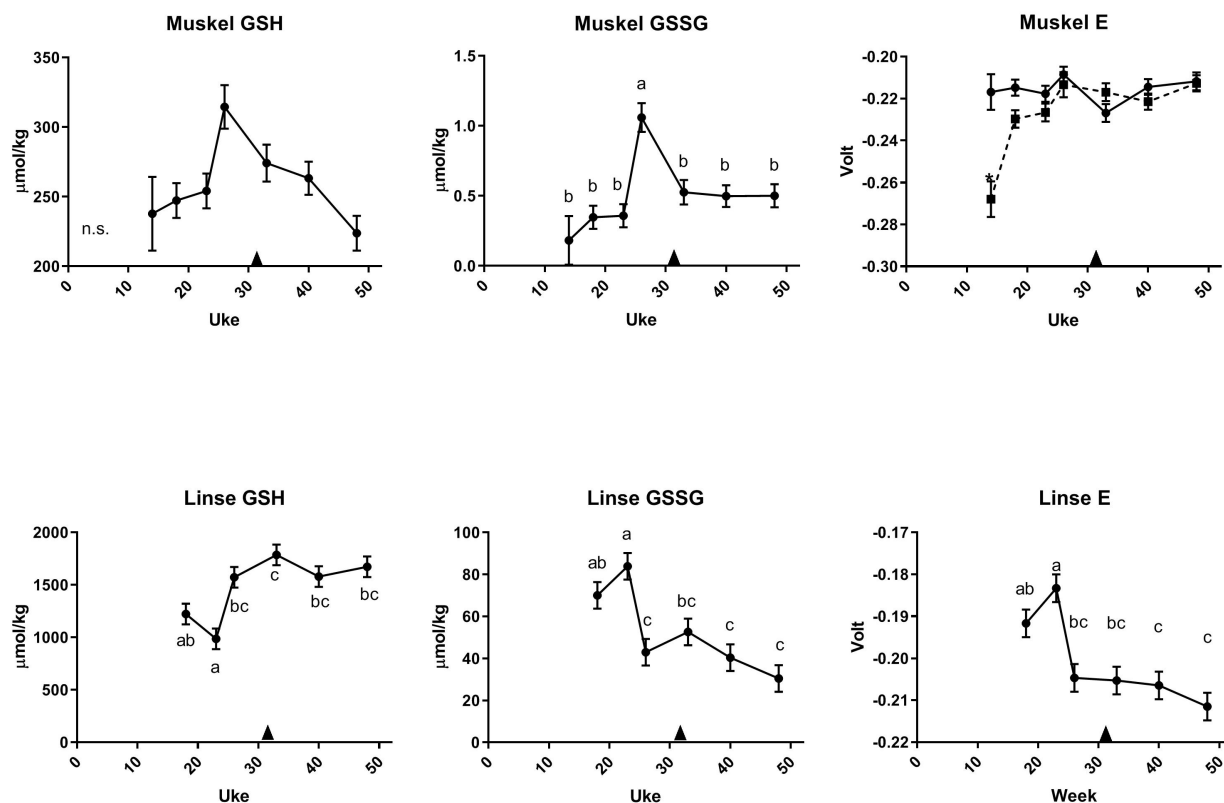 Muskel GSH
350
300
250
200
μmol/kg
n.s.
0
10
20
30
40
50
Uke
Muskel GSSG
1.5
1.0
0.5
0.0
μmol/kg
b
b
b
a
b
b
b
0
10
20
30
40
50
Uke
Muskel E
-0.20
-0.22
-0.24
-0.26
-0.28
-0.30
Volt
*
0
10
20
30
40
50
Uke
Linse GSH
2000
1500
1000
500
0
μmol/kg
ab
a
bc
c
bc
bc
0
10
20
30
40
50
Uke
Linse GSSG
100
80
60
40
20
0
μmol/kg
ab
a
c
bc
c
c
0
10
20
30
40
50
Uke
Linse E
-0.17
-0.18
-0.19
-0.20
-0.21
-0.22
Volt
ab
a
bc
bc
c
c
0
10
20
30
40
50
Week